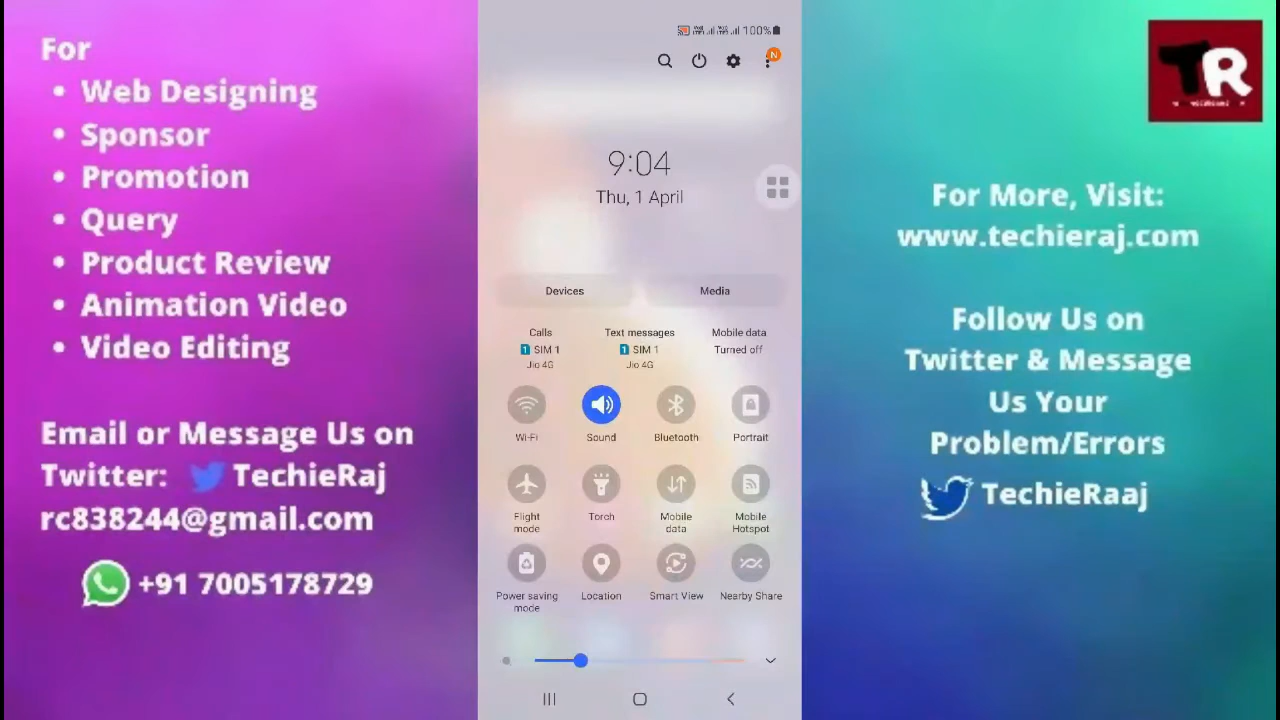 For
• Web Designing
• Sponsor
• Promotion
• Query
• Product Review
• Animation Video
• Video Editing
Email or Message Us on
Twitter: TechieRaj
rc838244@gmail.com
+91 7005178729
100%
N
9:04
Thu, 1 April
Devices Media
Calls Text messages Mobile data
1 SIM 1 1 SIM 1 Turned off
Jio 4G Jio 4G
Wi-Fi Sound Bluetooth Portrait
Flight mode Torch Mobile data Mobile Hotspot
Power saving mode Location Smart View Nearby Share
TR
For More, Visit:
www.techieraj.com
Follow Us on
Twitter & Message
Us Your
Problem/Errors
TechieRaaj